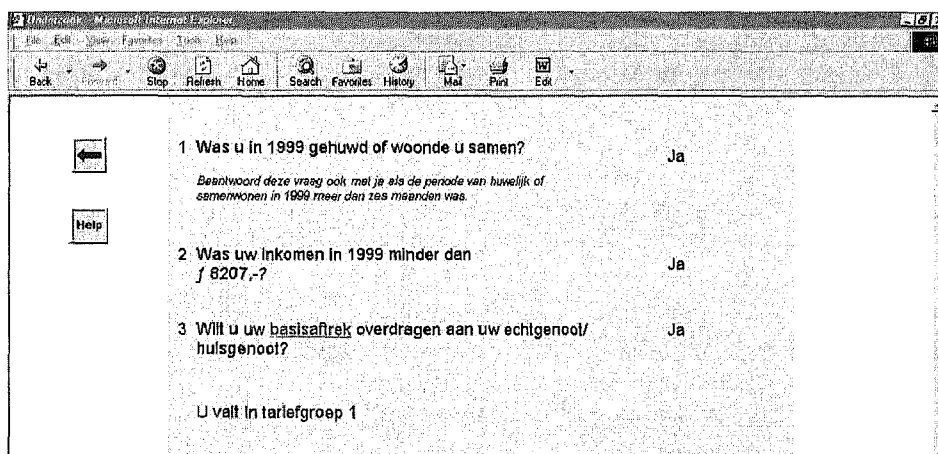 Onderzoek - Microsoft Internet Explorer
File Edit View Favorites Tools Help
Back Forward Stop Refresh Home Search Favorites History Mail Print Edit
1 Was u in 1999 gehuwd of woonde u samen? Ja
Beantwoord deze vraag ook met ja als de periode van huwelijk of
samenwonen in 1999 meer dan zes maanden was.
Help
2 Was uw inkomen in 1999 minder dan
ƒ 8207,-? Ja
3 Wilt u uw basisaftrek overdragen aan uw echtgenoot/ Ja
huisgenoot?
U valt in tariefgroep 1